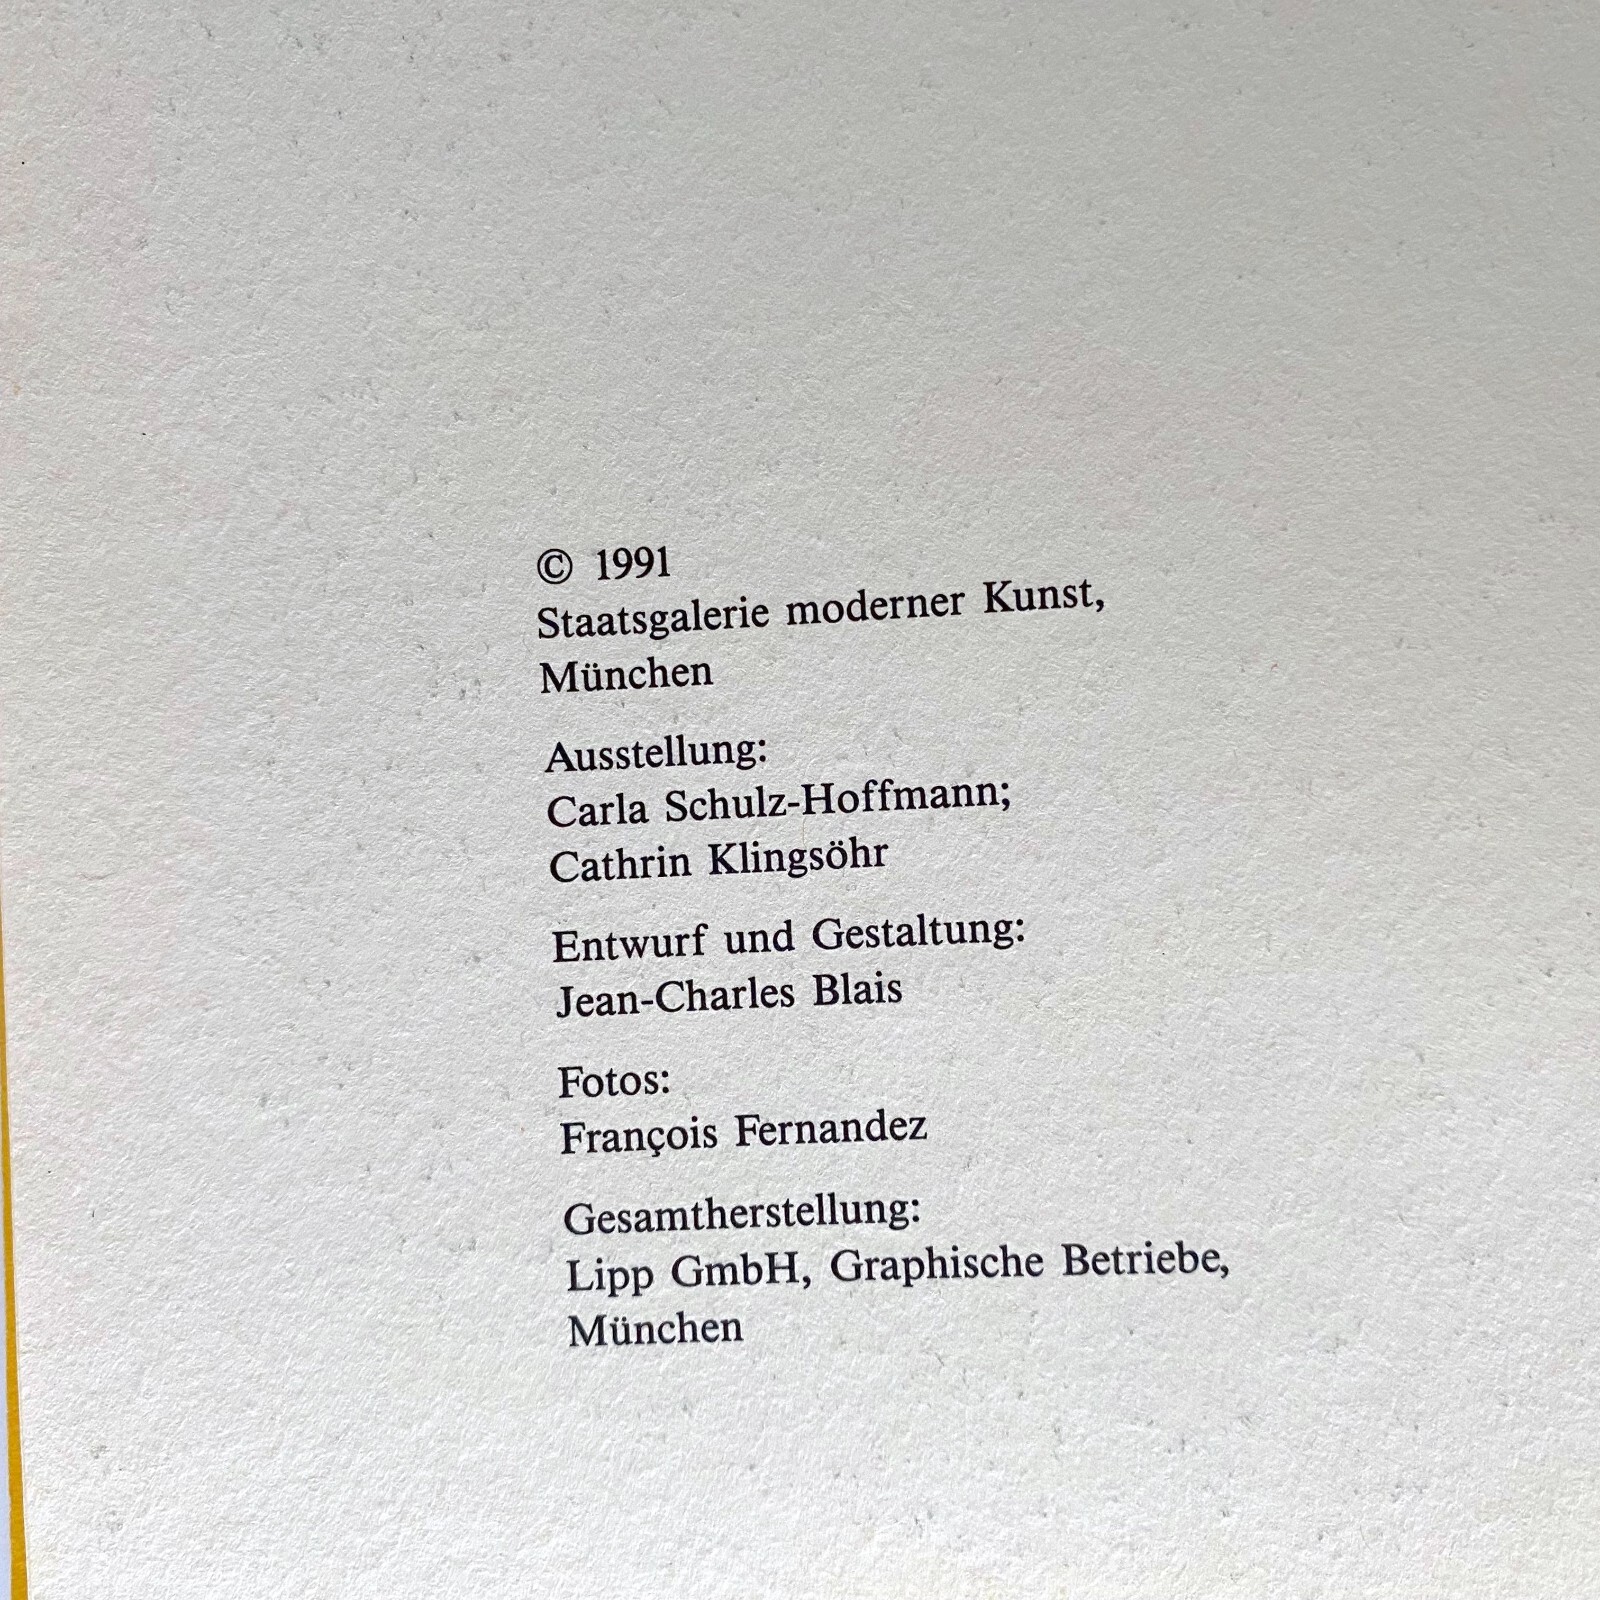 © 1991
Staatsgalerie moderner Kunst,
München
Ausstellung:
Carla Schulz-Hoffmann;
Cathrin Klingsöhr
Entwurf und Gestaltung:
Jean-Charles Blais
Fotos:
François Fernandez
Gesamtherstellung:
Lipp GmbH, Graphische Betriebe,
München